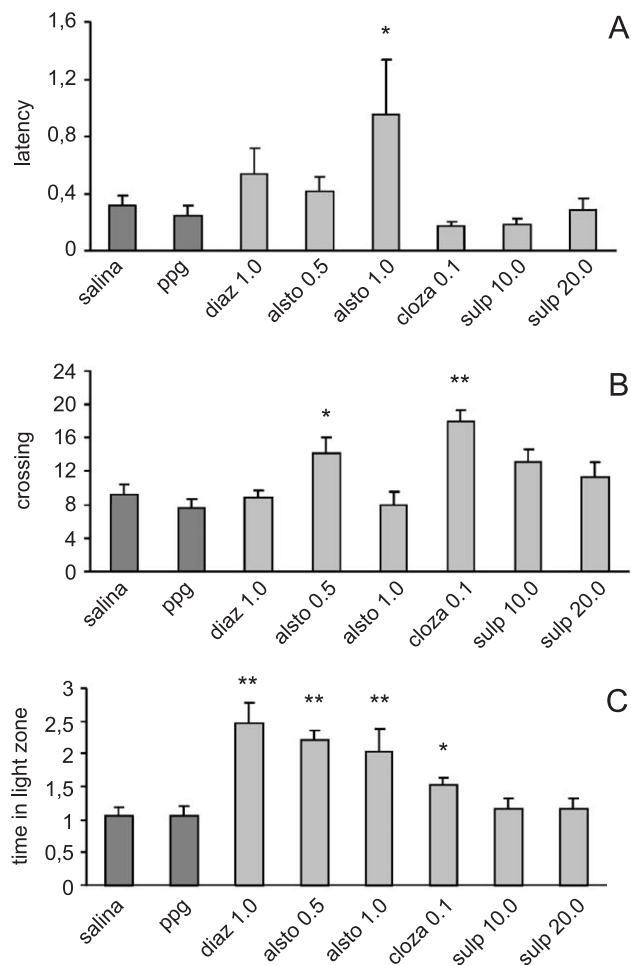 A
1,6
*
1,2
latency
0,8
0,4
0
salina
ppg
diaz 1.0
alsto 0.5
alsto 1.0
cloza 0.1
sulp 10.0
sulp 20.0
B
24
**
20
*
16
crossing
12
8
4
0
salina
ppg
diaz 1.0
alsto 0.5
alsto 1.0
cloza 0.1
sulp 10.0
sulp 20.0
C
3
**
**
**
2,5
*
2
time in light zone
1,5
1
0,5
0
salina
ppg
diaz 1.0
alsto 0.5
alsto 1.0
cloza 0.1
sulp 10.0
sulp 20.0